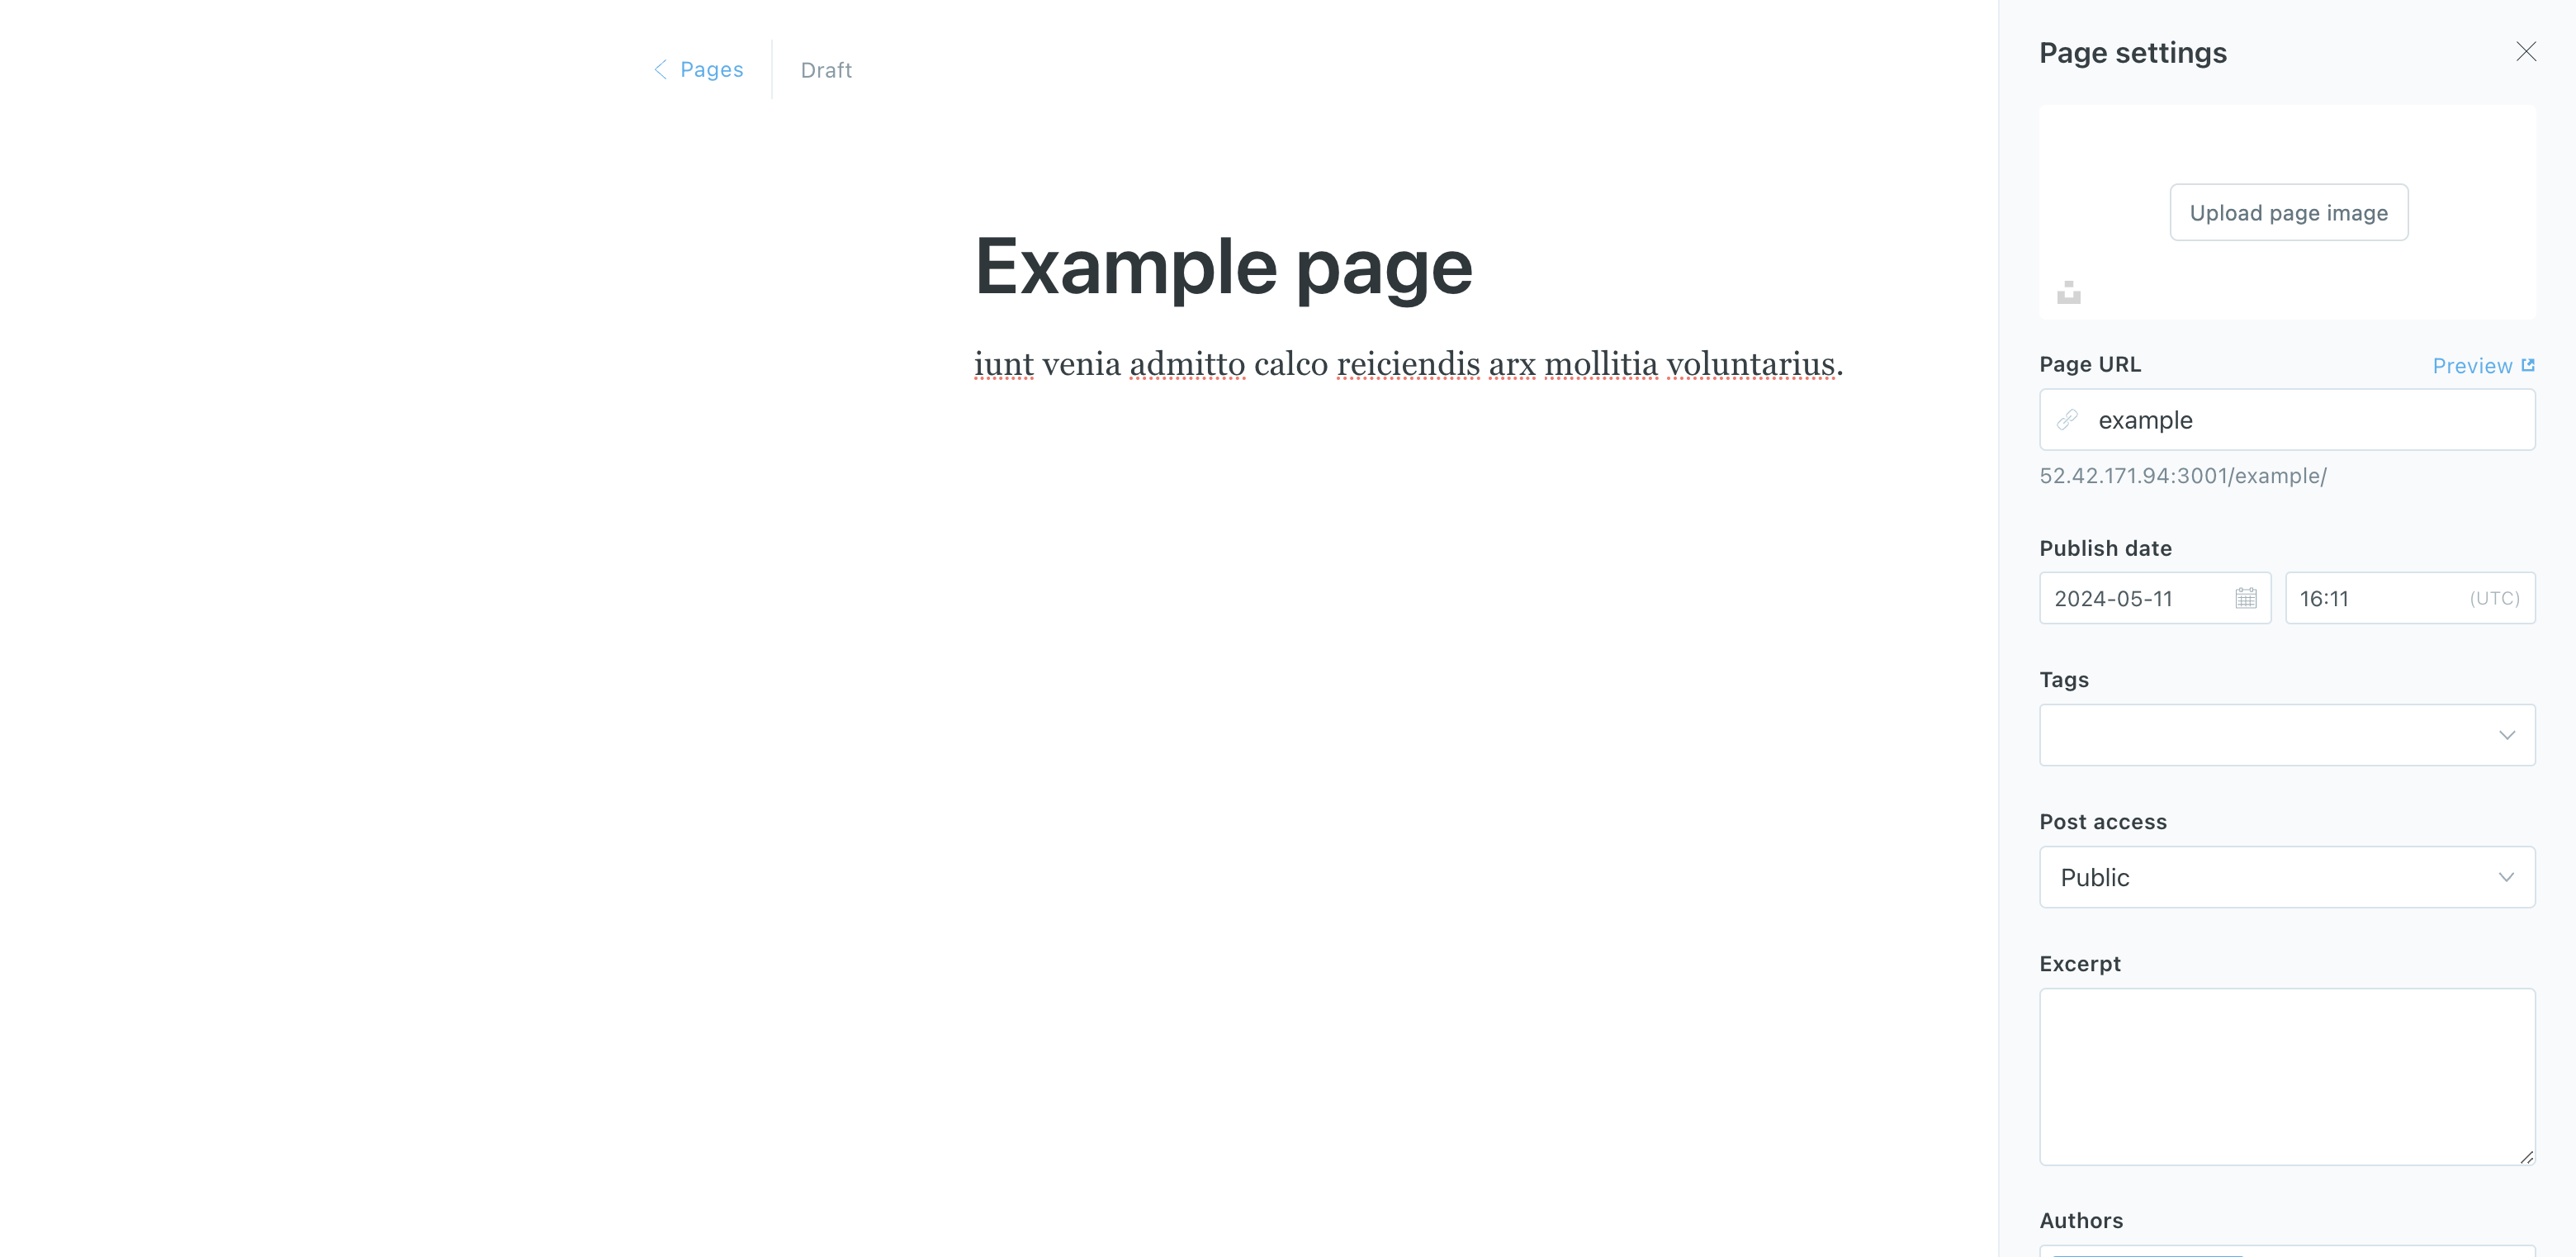 Pages
Draft
Example page
iunt venia admitto calco reiciendis arx mollitia voluntarius.
Page settings
Upload page image
Page URL
Preview
example
52.42.171.94:3001/example/
Publish date
2024-05-11
16:11
(UTC)
Tags
Post access
Public
Excerpt
Authors